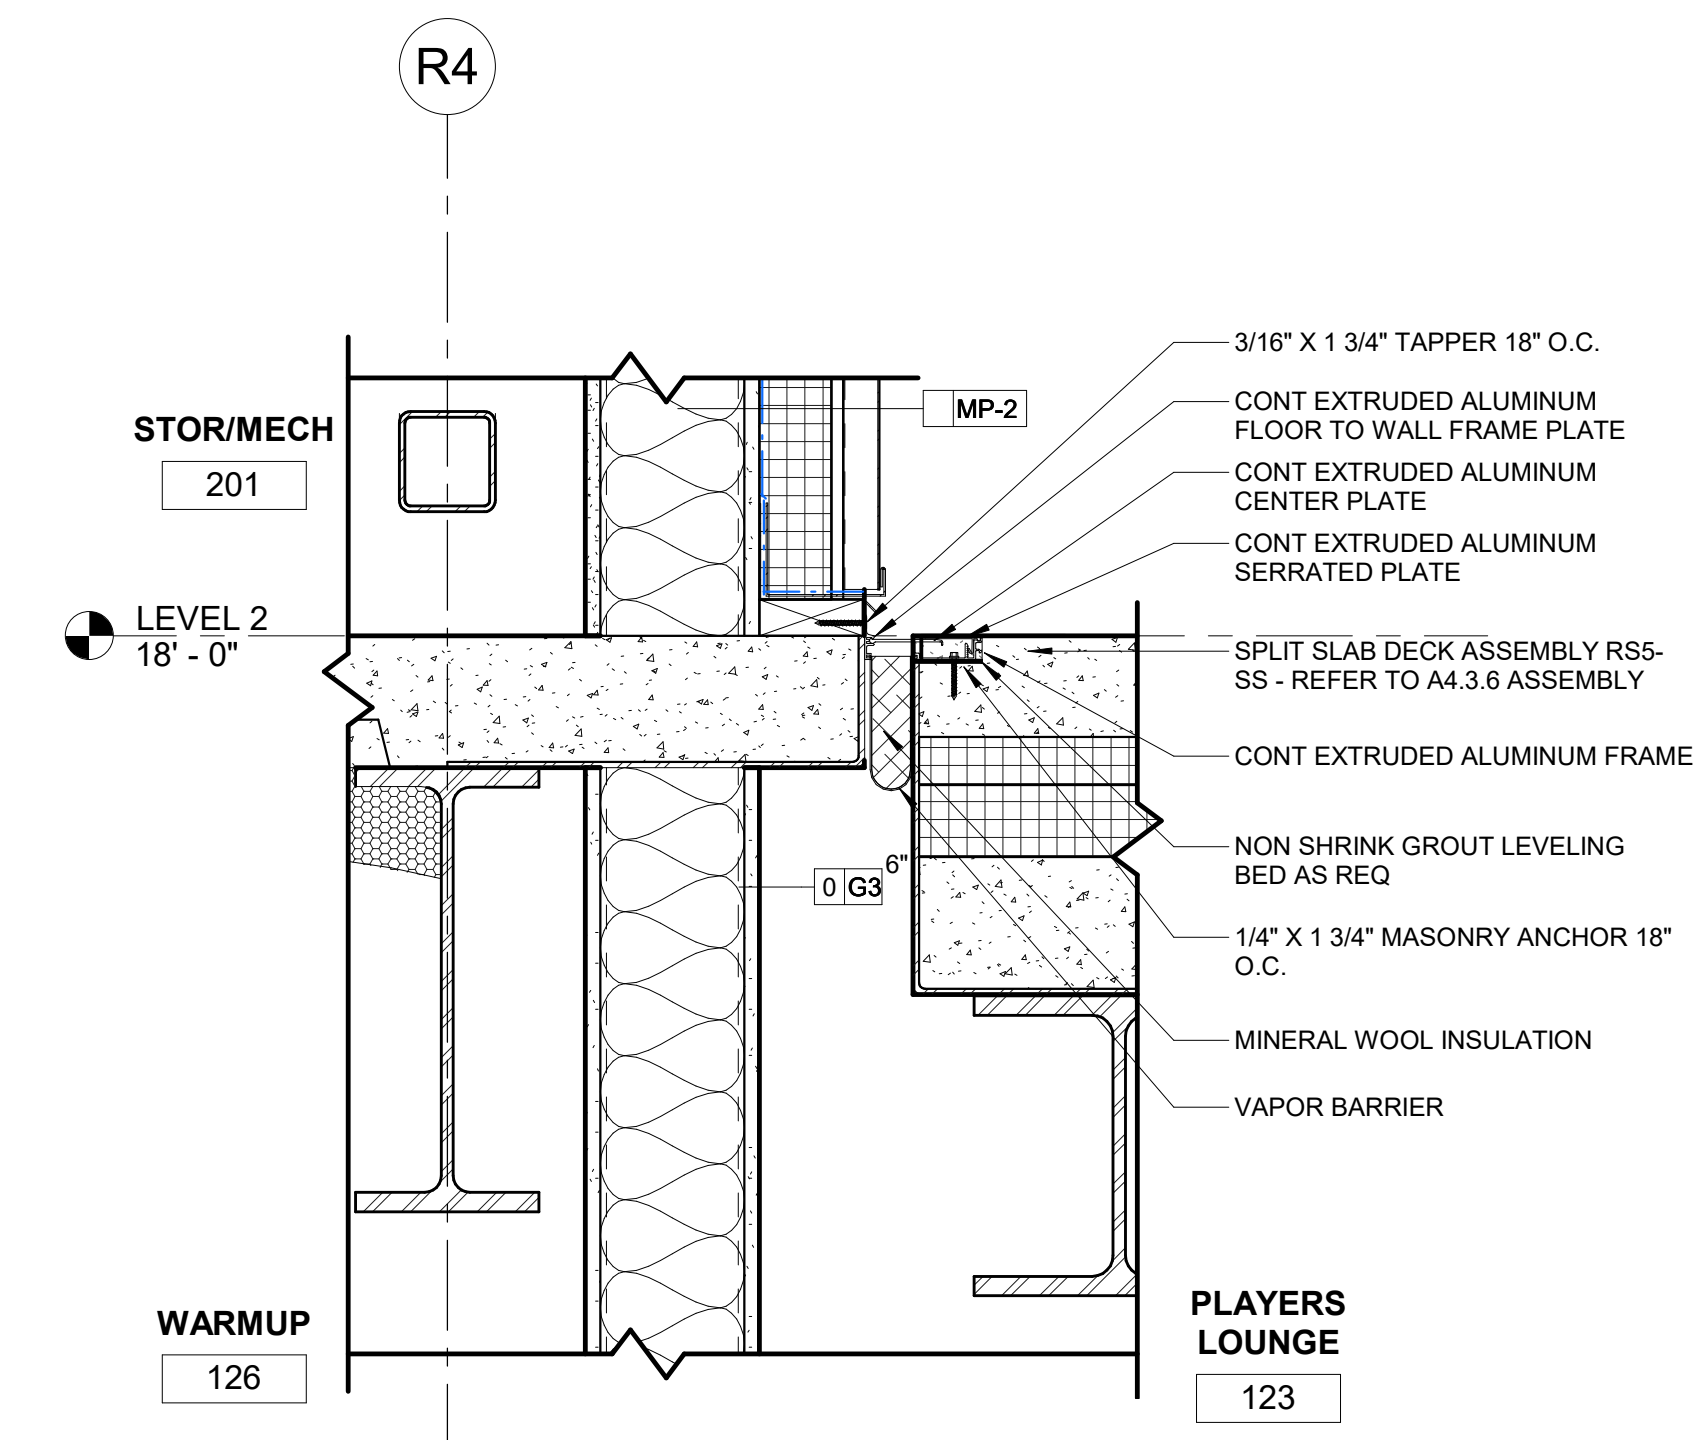 R4
3/16" X 1 3/4" TAPPER 18" O.C.
CONT EXTRUDED ALUMINUM
FLOOR TO WALL FRAME PLATE
MP-2
STOR/MECH
201
CONT EXTRUDED ALUMINUM
CENTER PLATE
CONT EXTRUDED ALUMINUM
SERRATED PLATE
LEVEL 2
18' - 0"
SPLIT SLAB DECK ASSEMBLY RS5-
SS - REFER TO A4.3.6 ASSEMBLY
CONT EXTRUDED ALUMINUM FRAME
NON SHRINK GROUT LEVELING
BED AS REQ
0 G3
6"
1/4" X 1 3/4" MASONRY ANCHOR 18"
O.C.
MINERAL WOOL INSULATION
VAPOR BARRIER
WARMUP
126
PLAYERS
LOUNGE
123